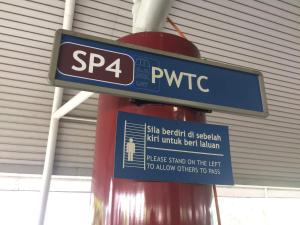 SP4 PWTC
Sila berdiri di sebelah
kiri untuk beri laluan
PLEASE STAND ON THE LEFT
TO ALLOW OTHERS TO PASS